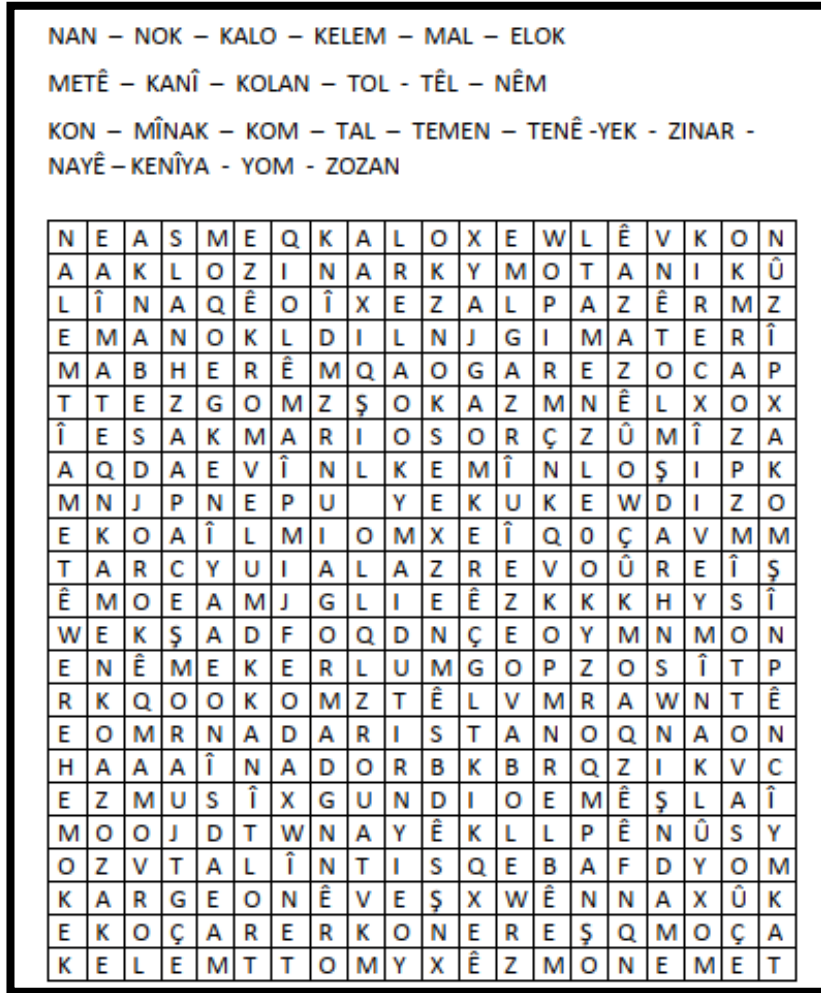 NAN – NOK – KALO – KELEM – MAL – ELOK
METÊ – KANÎ – KOLAN – TOL - TÊL – NÊM
KON – MÎNAK – KOM – TAL – TEMEN – TENÊ -YEK - ZINAR -
NAYÊ – KENÎYA - YOM - ZOZAN
N E A S M E Q K A L O X E W L Ê V K O N
A A K L O Z I N A R K Y M O T A N I K Û
L Î N A Q Ê O Î X E Z A L P A Z Ê R M Z
E M A N O K L D I L N J G I M A T E R Î
M A B H E R Ê M Q A O G A R E Z O C A P
T T E Z G O M Z Ş O K A Z M N Ê L X O X
Î E S A K M A R I O S O R Ç Z Û M Î Z A
A Q D A E V Î N L K E M Î N L O Ş I P K
M N J P N E P U Y E K U K E W D I Z O
E K O A Î L M I O M X E Î Q 0 Ç A V M M
T A R C Y U I A L A Z R E V O Û R E Î Ş
Ê M O E A M J G L I E Ê Z K K K H Y S Î
W E K Ş A D F O Q D N Ç E O Y M N M O N
E N Ê M E K E R L U M G O P Z O S Î T P
R K Q O O K O M Z T Ê L V M R A W N T Ê
E O M R N A D A R I S T A N O Q N A O N
H A A A Î N A D O R B K B R Q Z I K V C
E Z M U S Î X G U N D I O E M Ê Ş L A Î
M O O J D T W N A Y Ê K L L P Ê N Û S Y
O Z V T A L Î N T I S Q E B A F D Y O M
K A R G E O N Ê V E Ş X W Ê N N A X Û K
E K O Ç A R E R K O N E R E Ş Q M O Ç A
K E L E M T T O M Y X Ê Z M O N E M E T